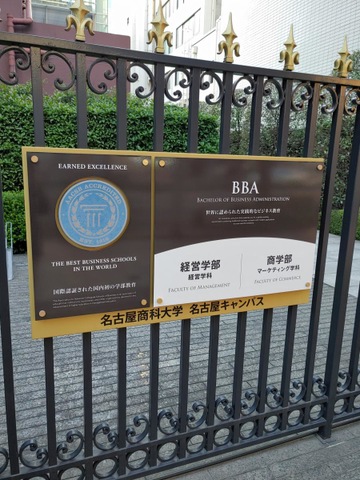 EARNED EXCELLENCE
AACSB ACCREDITED
THE BEST BUSINESS SCHOOLS
IN THE WORLD
国際認証された国内初の学部教育
BBA
BACHELOR OF BUSINESS ADMINISTRATION
世界に認められた実践的なビジネス教育
経営学部
経営学科
FACULTY OF MANAGEMENT
商学部
マーケティング学科
FACULTY OF COMMERCE
名古屋商科大学 名古屋キャンパス